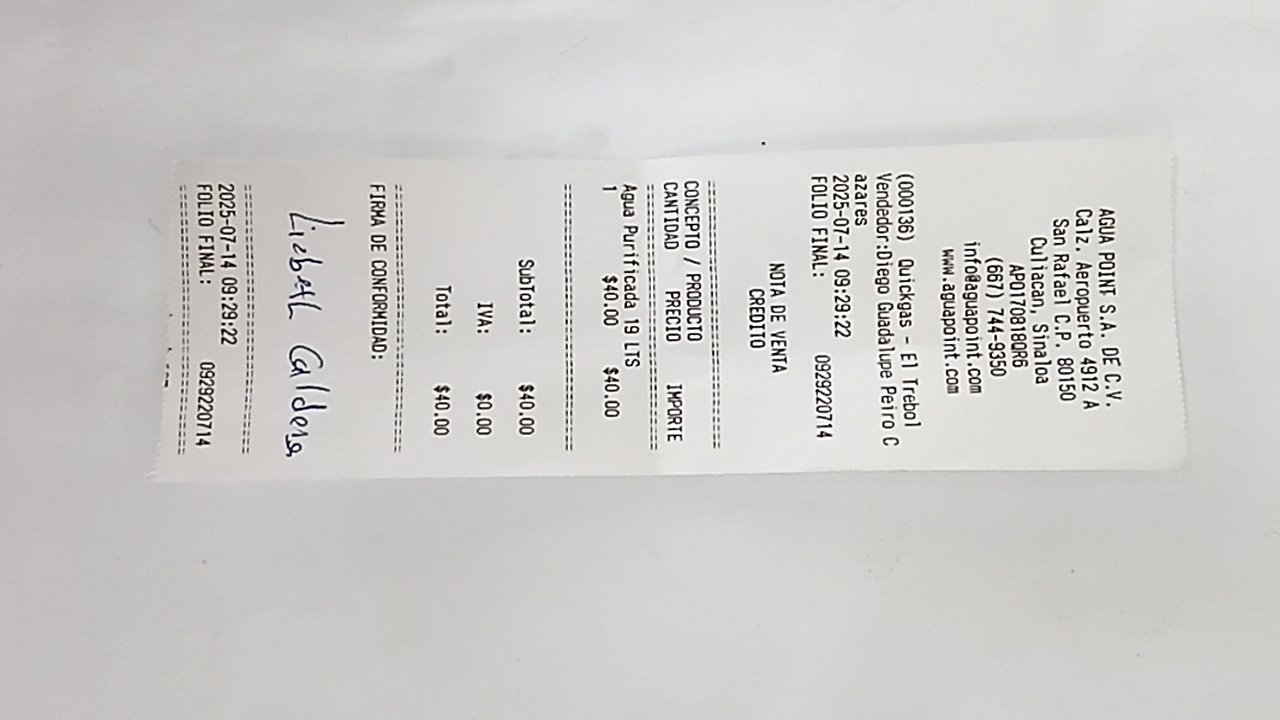 AGUA POINT S.A. DE C.V.
Calz. Aeropuerto 4912 A
San Rafael C.P. 80150
Culiacan, Sinaloa
APO170818QR6
(667) 744-9350
info@aguapoint.com
www.aguapoint.com
(000136) Quickgas - El Trebol
Vendedor:Diego Guadalupe Peiro C
azares
2025-07-14 09:29:22
FOLIO FINAL: 0929220714
NOTA DE VENTA
CREDITO
================================
CONCEPTO / PRODUCTO
CANTIDAD PRECIO IMPORTE
================================
Agua Purificada 19 LTS
1 $40.00 $40.00
================================
SubTotal: $40.00
IVA: $0.00
Total: $40.00
================================
FIRMA DE CONFORMIDAD:
Lizbeth Caldera
================================
2025-07-14 09:29:22
FOLIO FINAL: 0929220714
================================